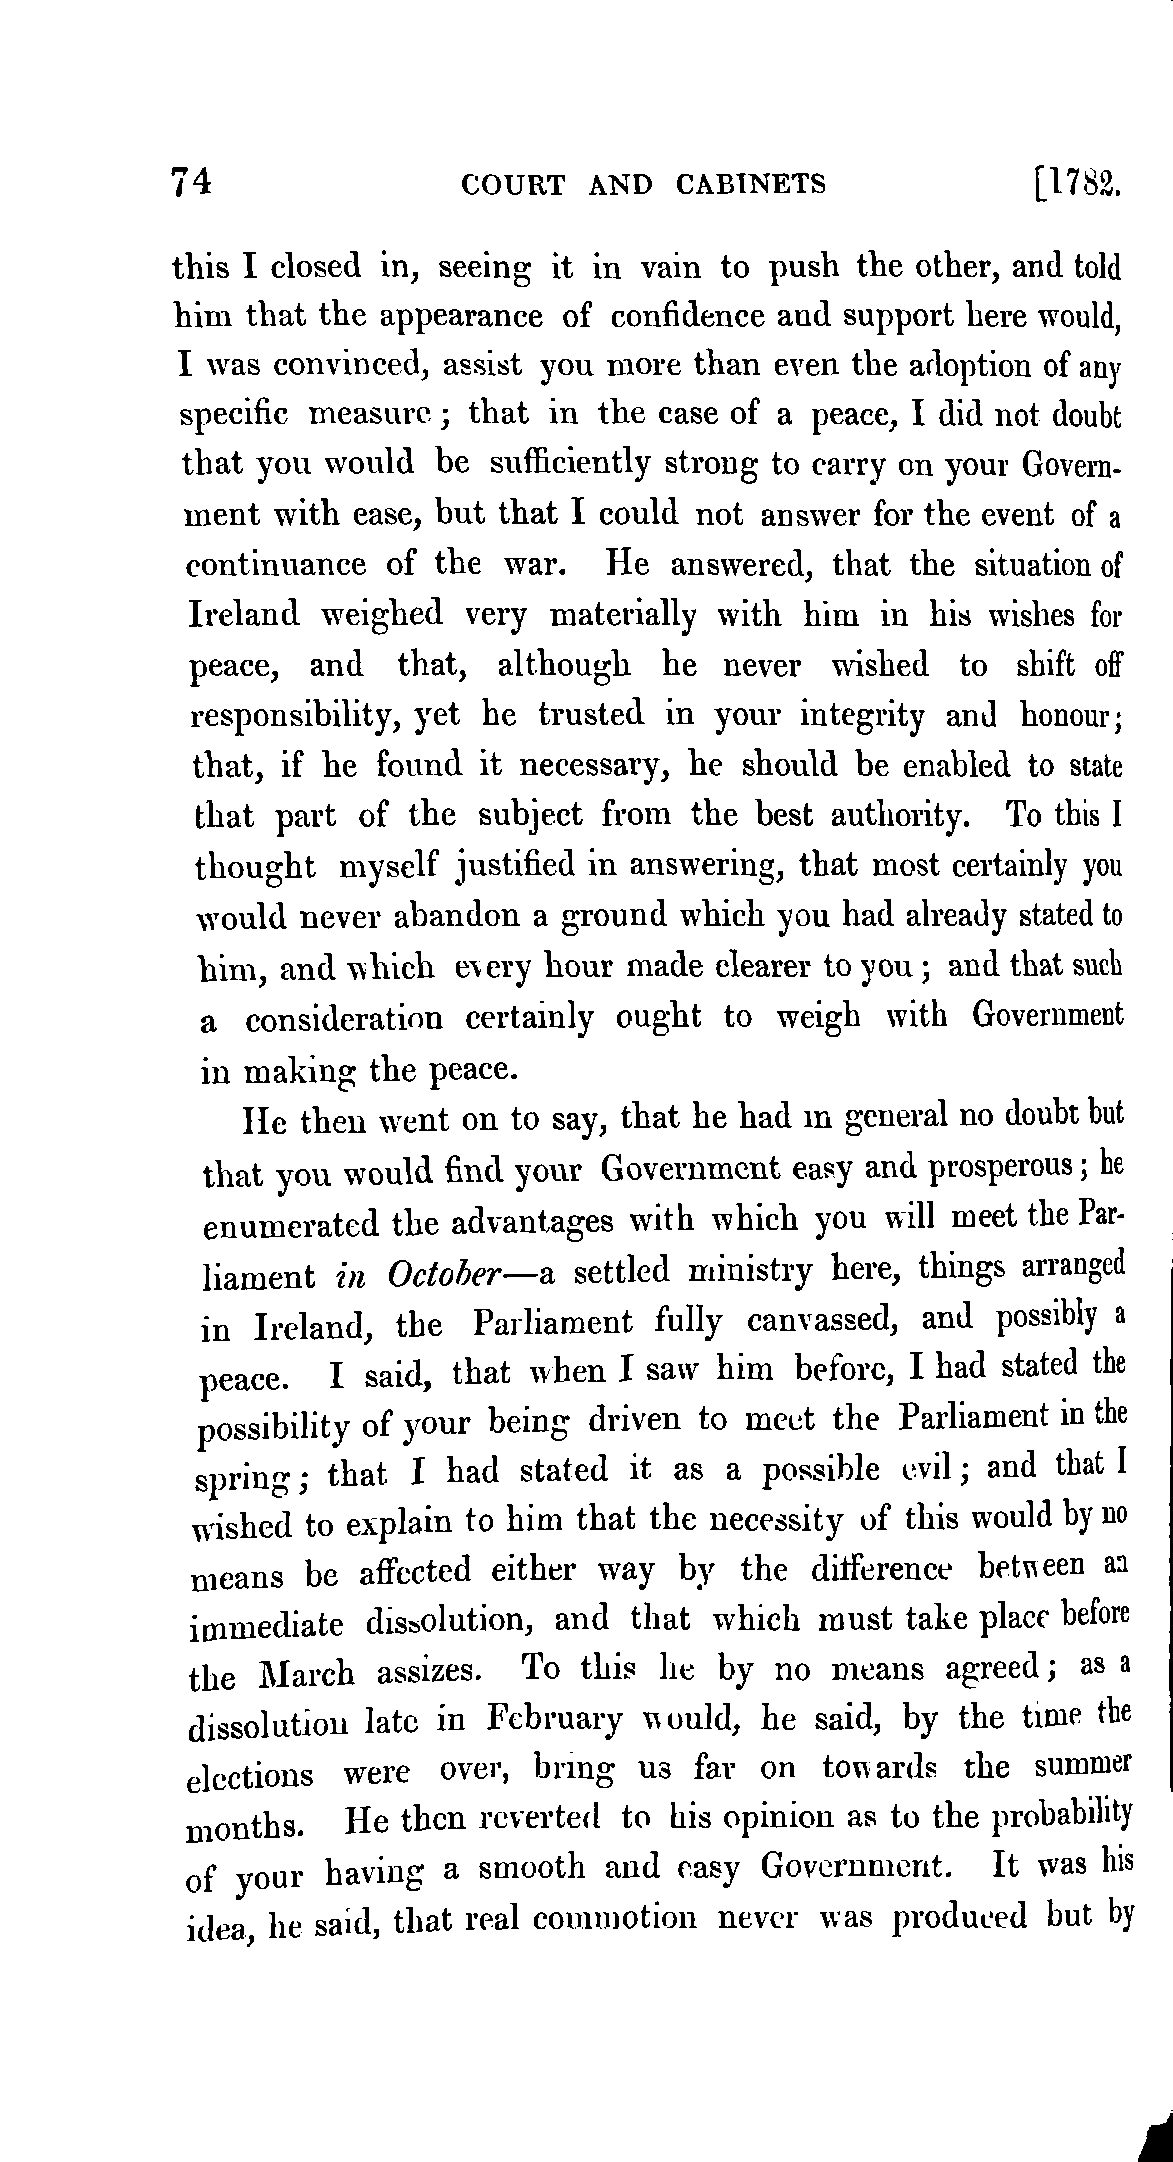 74 COURT AND CABINETS [1782.
this I closed in, seeing it in vain to push the other, and told
him that the appearance of confidence and support here would,
I was convinced, assist you more than even the adoption of any
specific measure; that in the case of a peace, I did not doubt
that you would be sufficiently strong to carry on your Govern-
ment with ease, but that I could not answer for the event of a
continuance of the war. He answered, that the situation of
Ireland weighed very materially with him in his wishes for
peace, and that, although he never wished to shift off
responsibility, yet he trusted in your integrity and honour;
that, if he found it necessary, he should be enabled to state
that part of the subject from the best authority. To this I
thought myself justified in answering, that most certainly you
would never abandon a ground which you had already stated to
him, and which every hour made clearer to you; and that such
a consideration certainly ought to weigh with Government
in making the peace.
He then went on to say, that he had in general no doubt but
that you would find your Government easy and prosperous; he
enumerated the advantages with which you will meet the Par-
liament in October—a settled ministry here, things arranged
in Ireland, the Parliament fully canvassed, and possibly a
peace. I said, that when I saw him before, I had stated the
possibility of your being driven to meet the Parliament in the
spring; that I had stated it as a possible evil; and that I
wished to explain to him that the necessity of this would by no
means be affected either way by the difference between an
immediate dissolution, and that which must take place before
the March assizes. To this he by no means agreed; as a
dissolution late in February would, he said, by the time the
elections were over, bring us far on towards the summer
months. He then reverted to his opinion as to the probability
of your having a smooth and easy Government. It was his
idea, he said, that real commotion never was produced but by